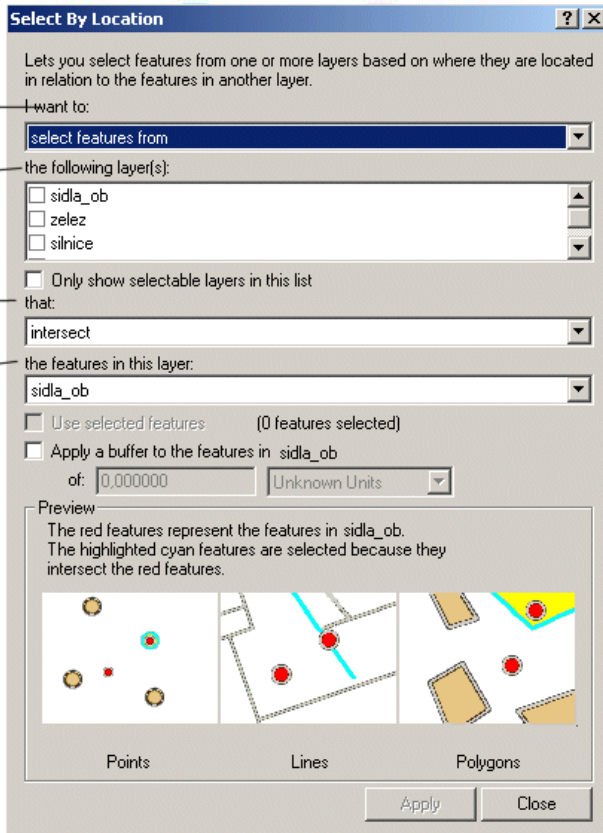 Select By Location
Lets you select features from one or more layers based on where they are located
in relation to the features in another layer.
I want to:
select features from
the following layer(s):
sidla_ob
zelez
silnice
Only show selectable layers in this list
that:
intersect
the features in this layer:
sidla_ob
Use selected features (0 features selected)
Apply a buffer to the features in sidla_ob
of: 0,000000 Unknown Units
Preview
The red features represent the features in sidla_ob.
The highlighted cyan features are selected because they
intersect the red features.
Points Lines Polygons
Apply Close